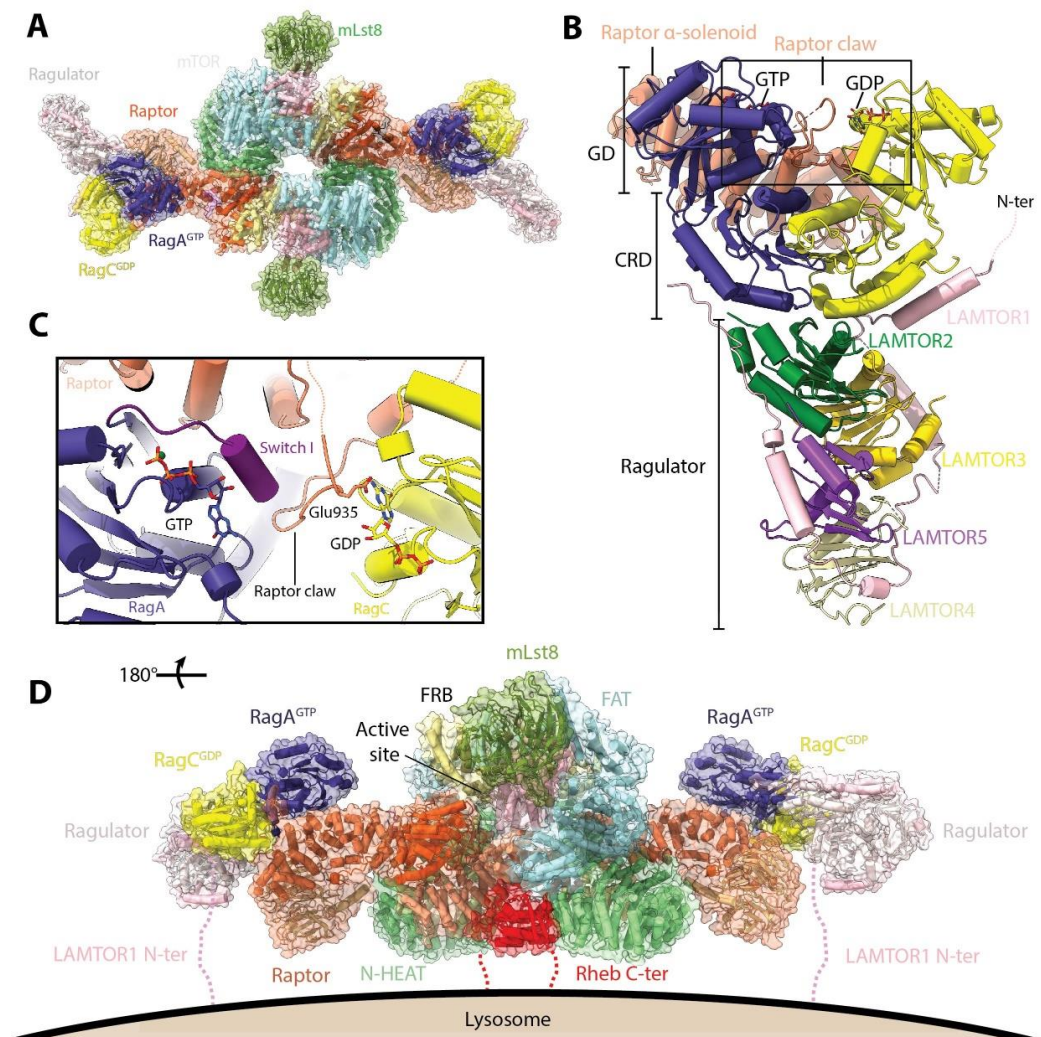 A
mLst8
mTOR
Ragulator
Raptor
RagA^GTP
RagC^GDP
B
Raptor α-solenoid
Raptor claw
GTP
GDP
GD
N-ter
CRD
LAMTOR1
LAMTOR2
Ragulator
LAMTOR3
LAMTOR5
LAMTOR4
C
Raptor
Switch I
Glu935
GTP
GDP
Raptor claw
RagA
RagC
180°
D
mLst8
FRB
FAT
RagA^GTP
Active
site
RagA^GTP
RagC^GDP
RagC^GDP
Ragulator
Ragulator
LAMTOR1 N-ter
LAMTOR1 N-ter
Raptor
N-HEAT
Rheb C-ter
Lysosome